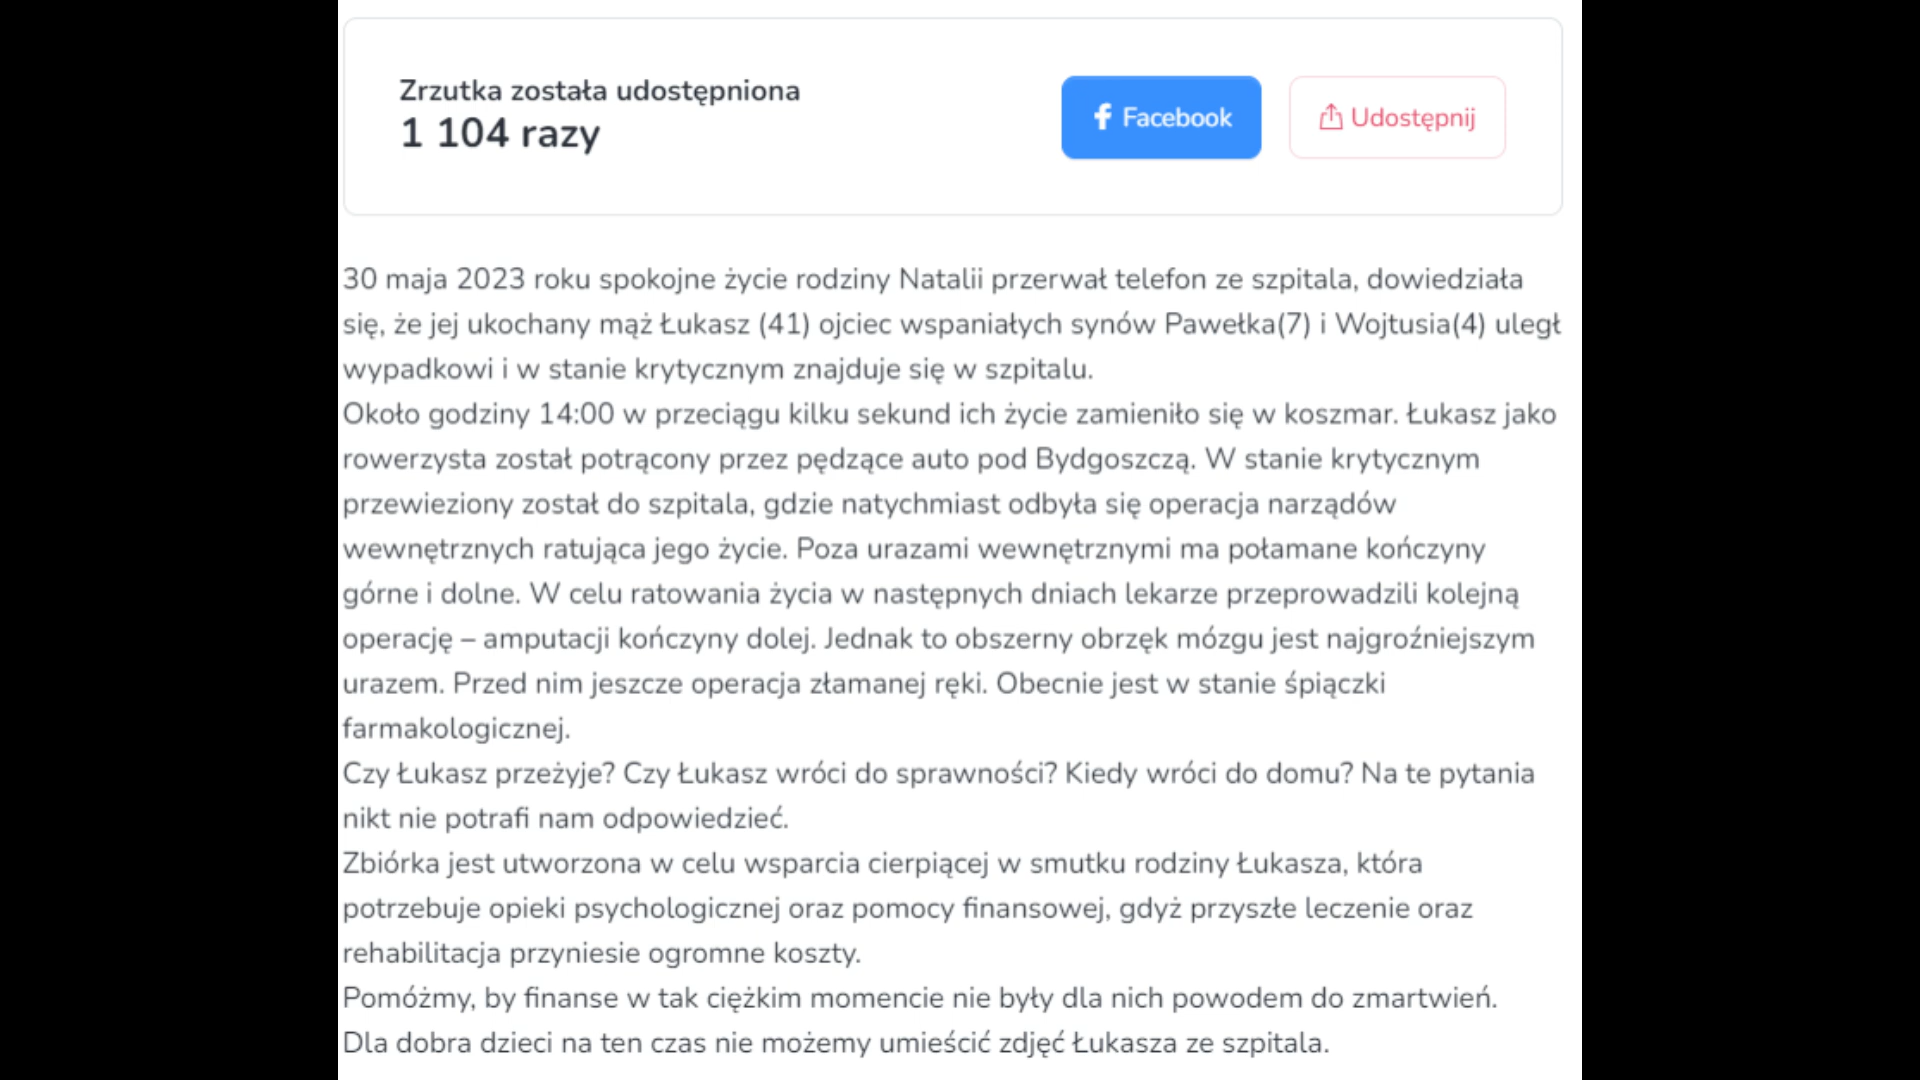 Zrzutka została udostępniona
1 104 razy
Facebook
Udostępnij
30 maja 2023 roku spokojne życie rodziny Natalii przerwał telefon ze szpitala, dowiedziała
się, że jej ukochany mąż Łukasz (41) ojciec wspaniałych synów Pawełka(7) i Wojtusia(4) uległ
wypadkowi i w stanie krytycznym znajduje się w szpitalu.
Około godziny 14:00 w przeciągu kilku sekund ich życie zamieniło się w koszmar. Łukasz jako
rowerzysta został potrącony przez pędzące auto pod Bydgoszczą. W stanie krytycznym
przewieziony został do szpitala, gdzie natychmiast odbyła się operacja narządów
wewnętrznych ratująca jego życie. Poza urazami wewnętrznymi ma połamane kończyny
górne i dolne. W celu ratowania życia w następnych dniach lekarze przeprowadzili kolejną
operację – amputacji kończyny dolej. Jednak to obszerny obrzęk mózgu jest najgroźniejszym
urazem. Przed nim jeszcze operacja złamanej ręki. Obecnie jest w stanie śpiączki
farmakologicznej.
Czy Łukasz przeżyje? Czy Łukasz wróci do sprawności? Kiedy wróci do domu? Na te pytania
nikt nie potrafi nam odpowiedzieć.
Zbiórka jest utworzona w celu wsparcia cierpiącej w smutku rodziny Łukasza, która
potrzebuje opieki psychologicznej oraz pomocy finansowej, gdyż przyszłe leczenie oraz
rehabilitacja przyniesie ogromne koszty.
Pomóżmy, by finanse w tak ciężkim momencie nie były dla nich powodem do zmartwień.
Dla dobra dzieci na ten czas nie możemy umieścić zdjęć Łukasza ze szpitala.